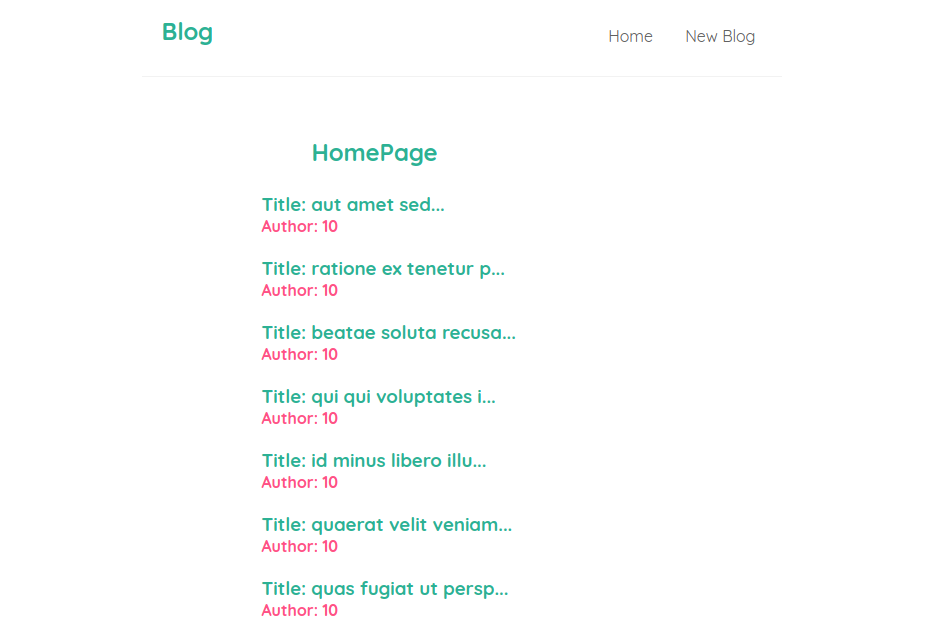 Blog
Home New Blog
HomePage
Title: aut amet sed...
Author: 10
Title: ratione ex tenetur p...
Author: 10
Title: beatae soluta recusa...
Author: 10
Title: qui qui voluptates i...
Author: 10
Title: id minus libero illu...
Author: 10
Title: quaerat velit veniam...
Author: 10
Title: quas fugiat ut persp...
Author: 10